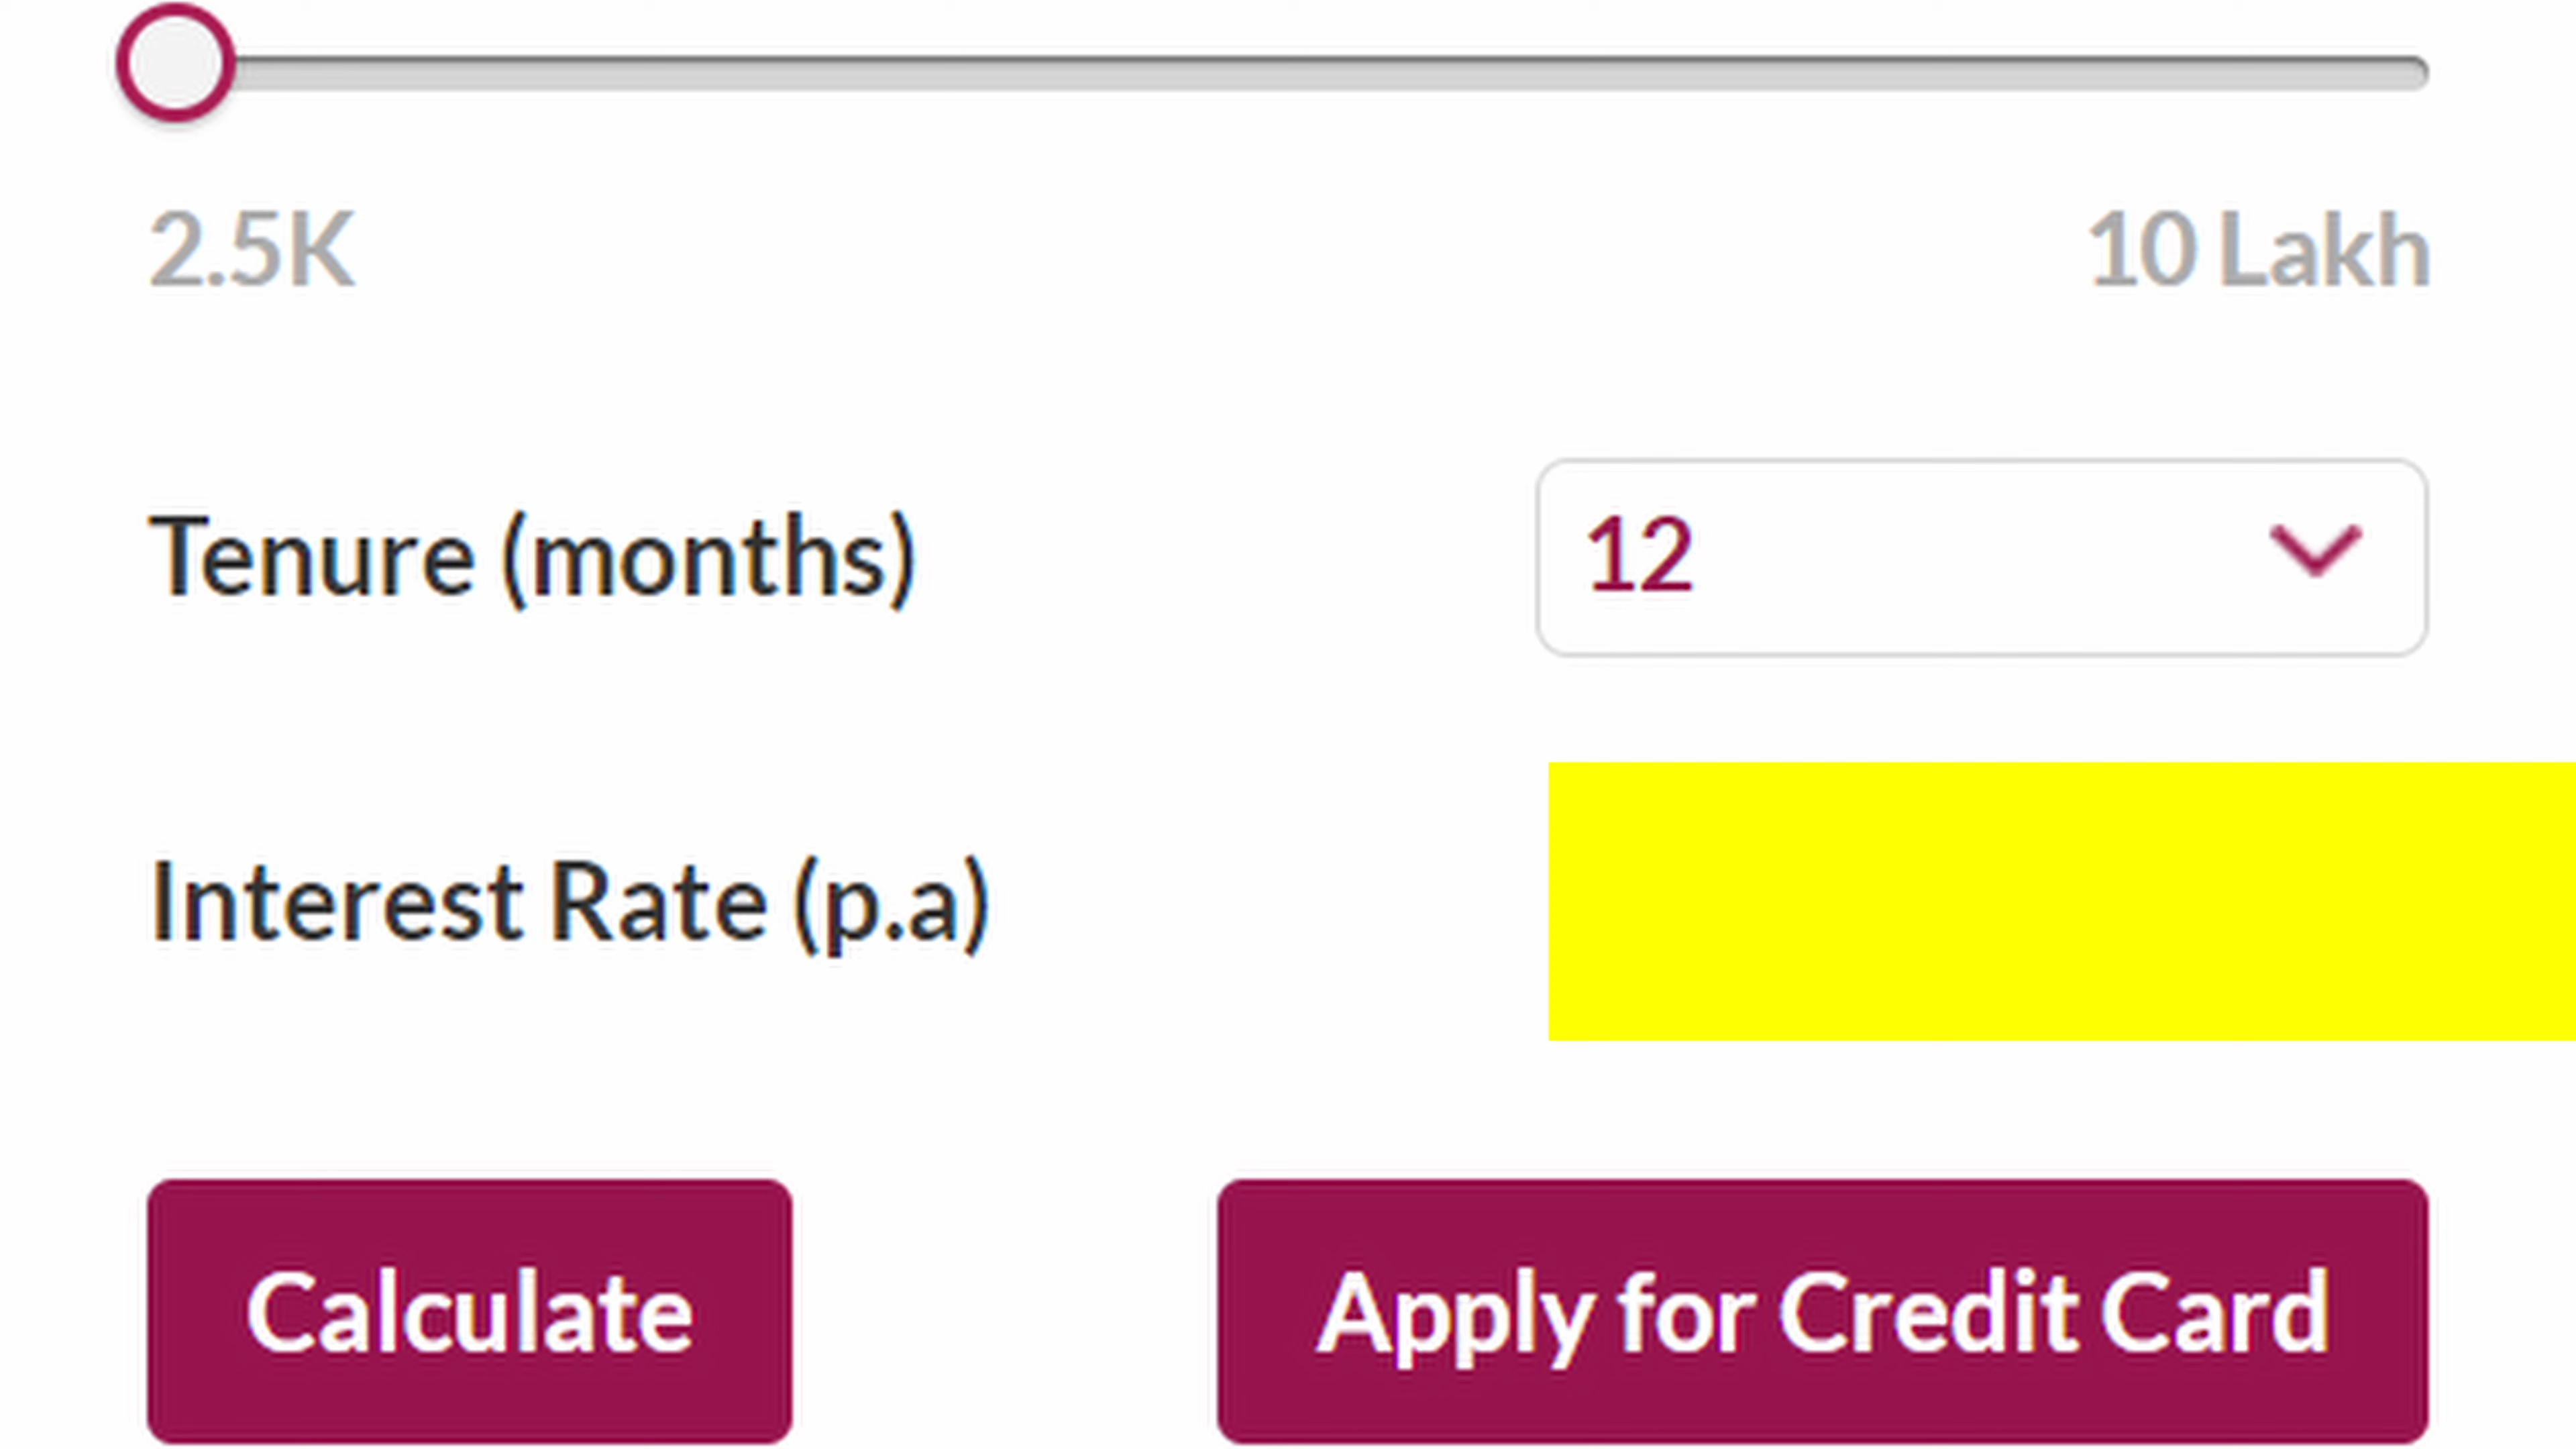 2.5K 10 Lakh
Tenure (months) 12
Interest Rate (p.a)
Calculate Apply for Credit Card